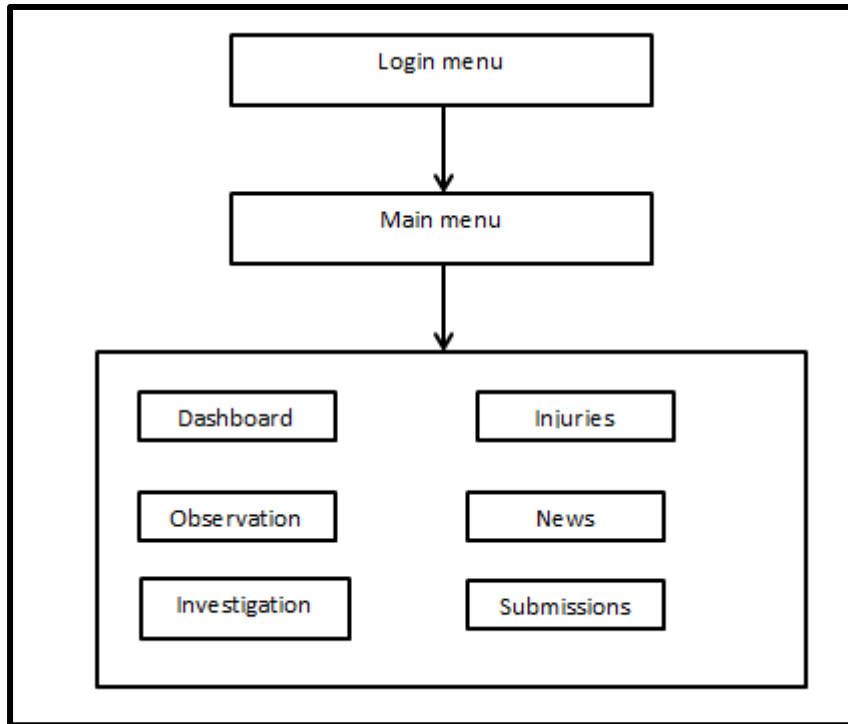 Login menu
Main menu
Dashboard
Injuries
Observation
News
Investigation
Submissions